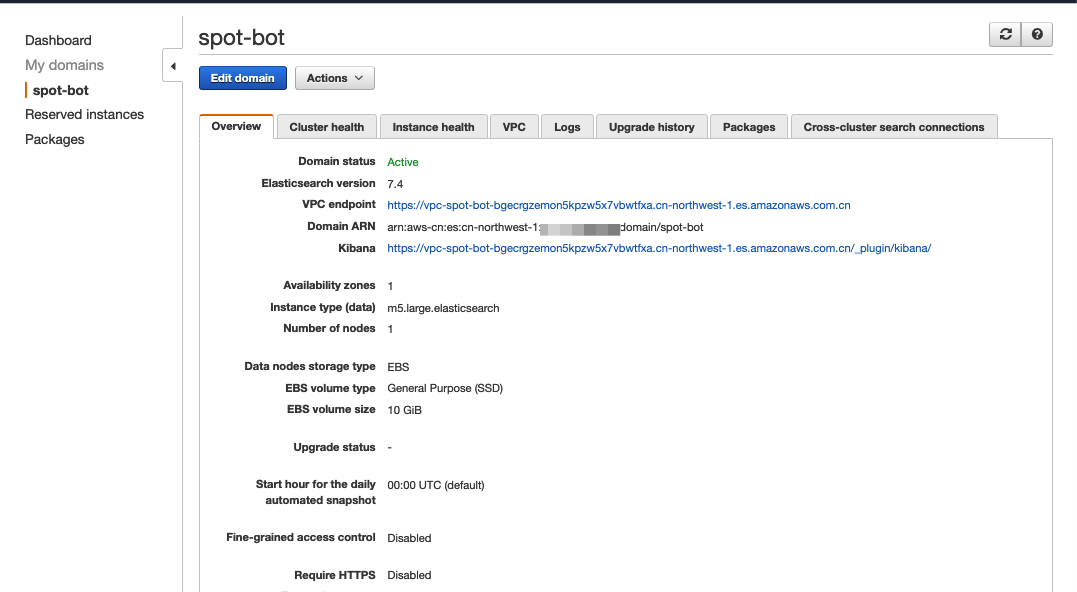 Dashboard
My domains
spot-bot
Reserved instances
Packages
spot-bot
Edit domain
Actions
Overview
Cluster health
Instance health
VPC
Logs
Upgrade history
Packages
Cross-cluster search connections
Domain status Active
Elasticsearch version 7.4
VPC endpoint https://vpc-spot-bot-bgecrgzemon5kpzw5x7vbwtfxa.cn-northwest-1.es.amazonaws.com.cn
Domain ARN arn:aws-cn:es:cn-northwest-1: domain/spot-bot
Kibana https://vpc-spot-bot-bgecrgzemon5kpzw5x7vbwtfxa.cn-northwest-1.es.amazonaws.com.cn/_plugin/kibana/
Availability zones 1
Instance type (data) m5.large.elasticsearch
Number of nodes 1
Data nodes storage type EBS
EBS volume type General Purpose (SSD)
EBS volume size 10 GiB
Upgrade status -
Start hour for the daily 00:00 UTC (default)
automated snapshot
Fine-grained access control Disabled
Require HTTPS Disabled